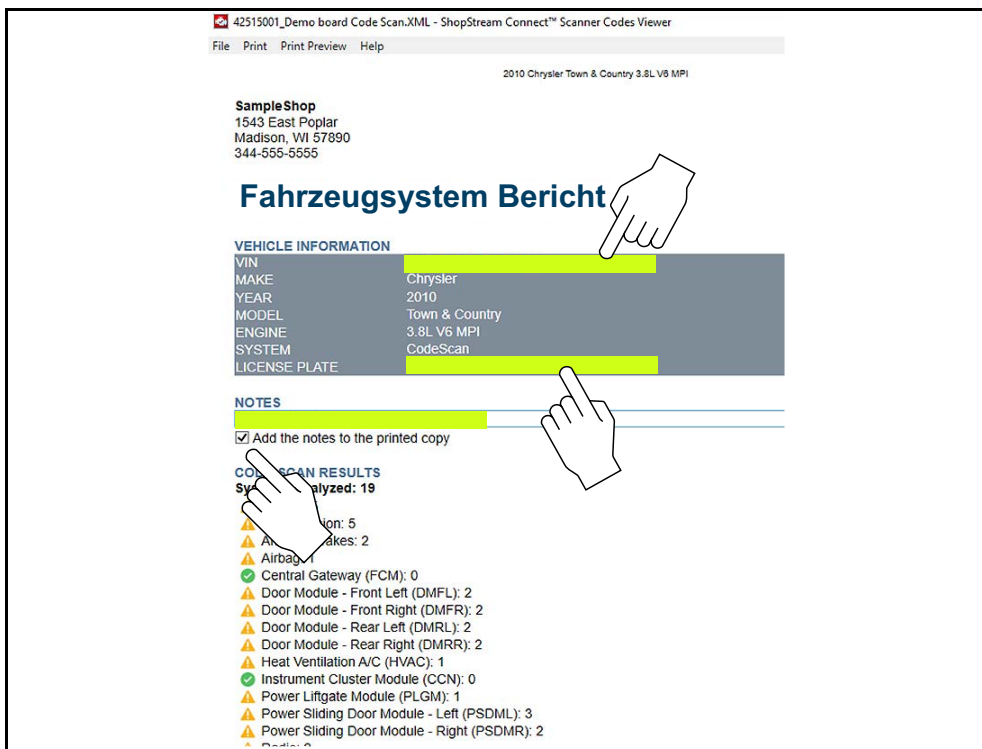 42515001_Demo board Code Scan.XML - ShopStream Connect™ Scanner Codes Viewer
File Print Print Preview Help
2010 Chrysler Town & Country 3.8L V6 MPI
SampleShop
1543 East Poplar
Madison, WI 57890
344-555-5555
Fahrzeugsystem Bericht
VEHICLE INFORMATION
VIN
MAKE Chrysler
YEAR 2010
MODEL Town & Country
ENGINE 3.8L V6 MPI
SYSTEM CodeScan
LICENSE PLATE
NOTES
Add the notes to the printed copy
SCAN RESULTS
19
5
2
Airbag
Central Gateway (FCM): 0
Door Module - Front Left (DMFL): 2
Door Module - Front Right (DMFR): 2
Door Module - Rear Left (DMRL): 2
Door Module - Rear Right (DMRR): 2
Heat Ventilation A/C (HVAC): 1
Instrument Cluster Module (CCN): 0
Power Liftgate Module (PLGM): 1
Power Sliding Door Module - Left (PSDML): 3
Power Sliding Door Module - Right (PSDMR): 2